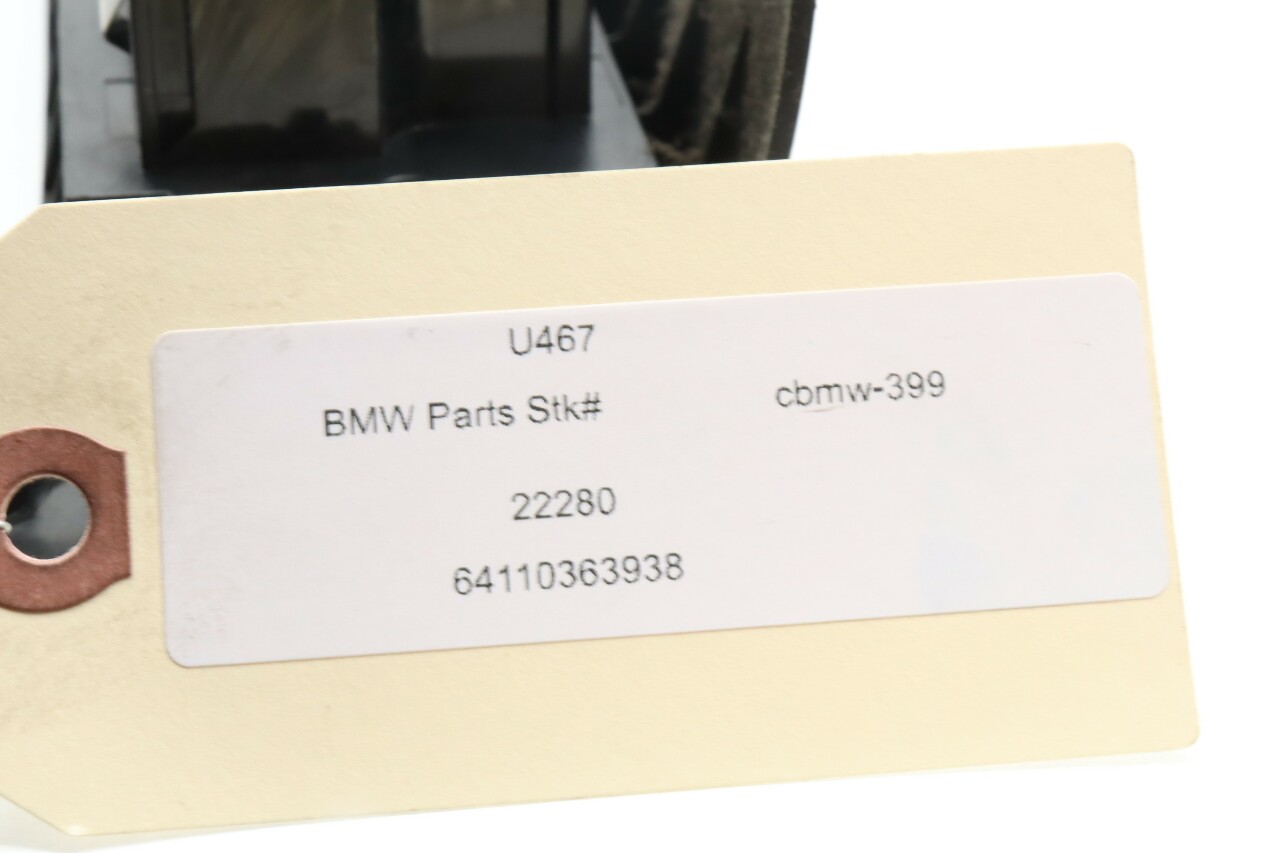 U467
BMW Parts Stk# cbmw-399
22280
64110363938